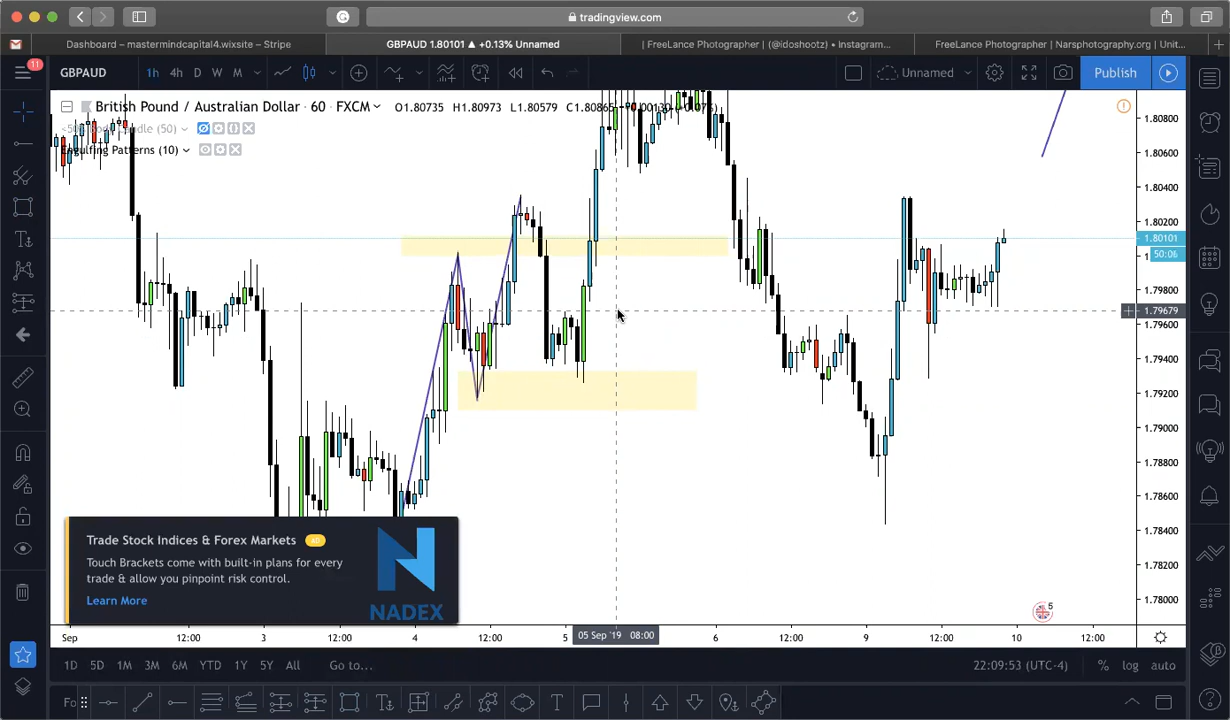 tradingview.com
Dashboard – mastermindcapital4.wixsite – Stripe
GBPAUD 1.80101 ▲ +0.13% Unnamed
| FreeLance Photographer | (@idoshootz) • Instagram...
FreeLance Photographer | Narsphotography.org | Unit...
11
GBPAUD
1h 4h D W M
Unnamed
Publish
British Pound / Australian Dollar · 60 · FXCM
O1.80735 H1.80973 L1.80579 C1.80865
Engulfing Patterns (10)
1.80800
1.80600
1.80400
1.80200
1.80101
50:06
1.79800
1.79679
1.79600
1.79400
1.79200
1.79000
1.78800
1.78600
1.78400
1.78200
1.78000
Trade Stock Indices & Forex Markets AD
Touch Brackets come with built-in plans for every
trade & allow you pinpoint risk control.
Learn More
NADEX
5
Sep 12:00 3 12:00 4 12:00 5 05 Sep '19 08:00 6 12:00 9 12:00 10 12:00
1D 5D 1M 3M 6M YTD 1Y 5Y All Go to...
22:09:53 (UTC-4) % log auto
Fo